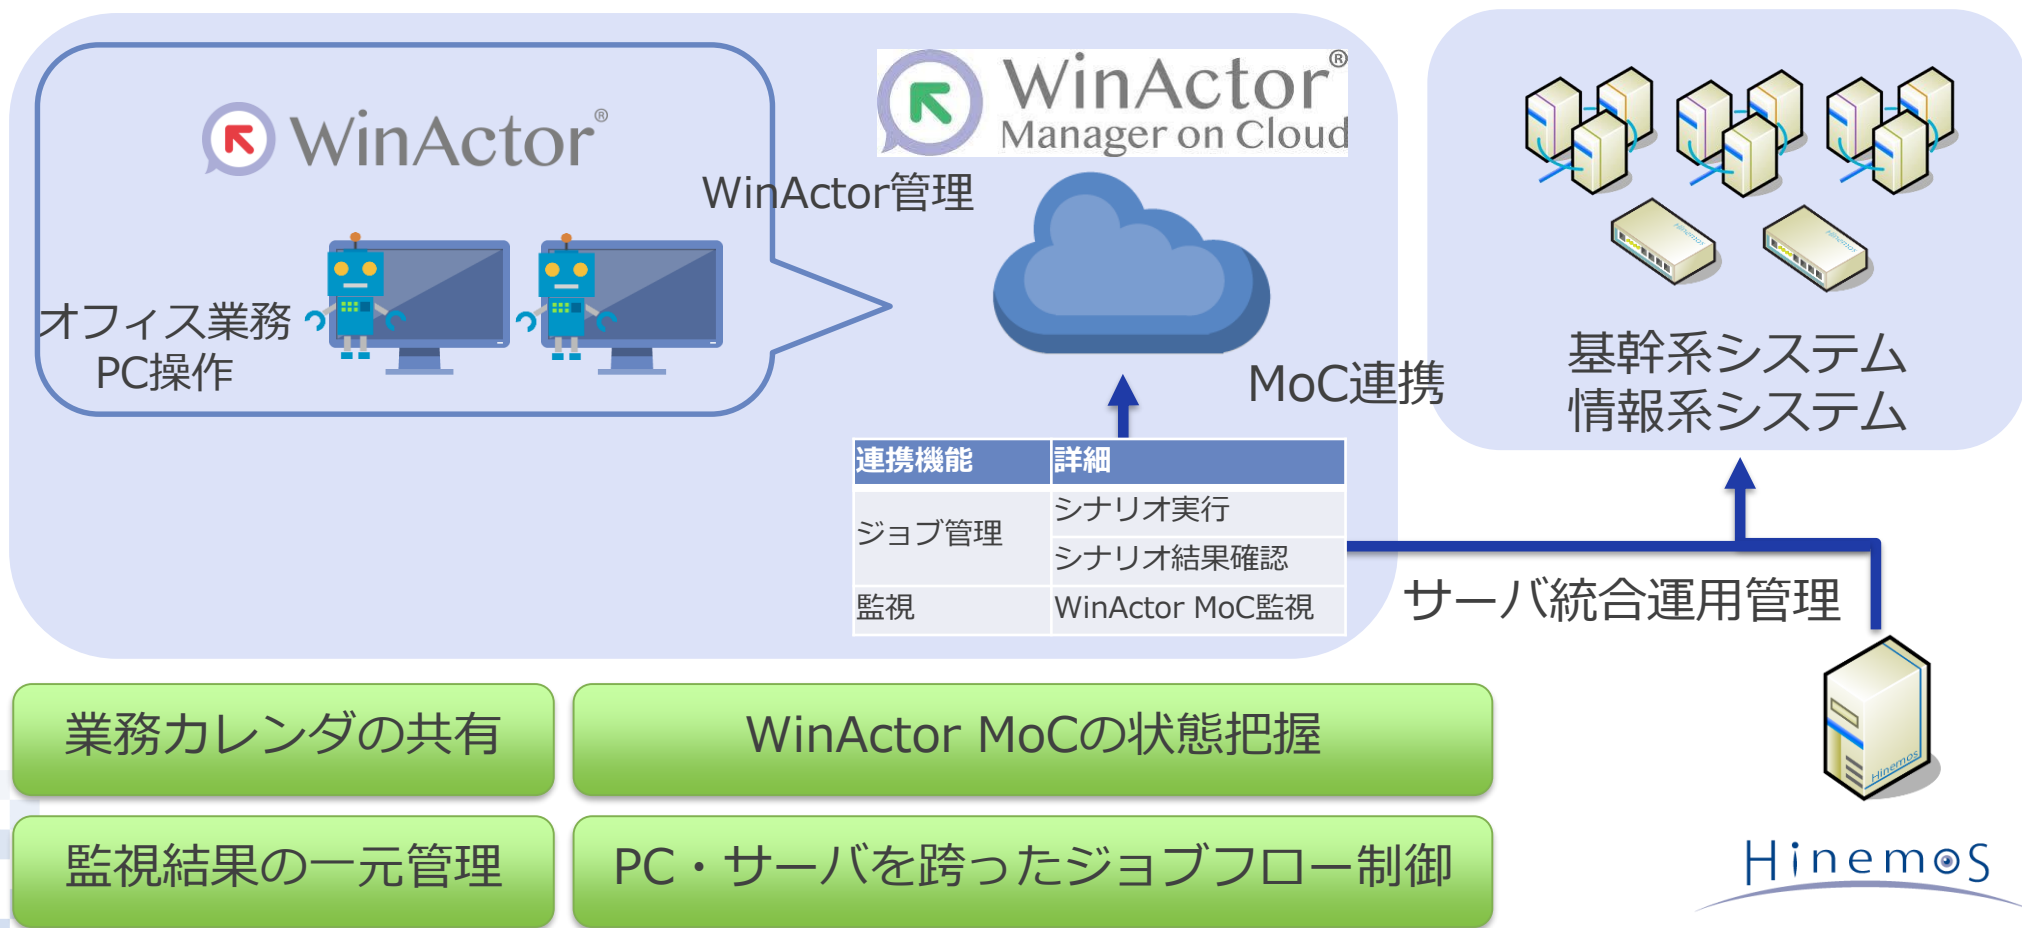 WinActor®
WinActor®
Manager on Cloud
WinActor管理
オフィス業務
PC操作
MoC連携
基幹系システム
情報系システム
Hinemos
Hinemos
連携機能 詳細
ジョブ管理 シナリオ実行
シナリオ結果確認
監視 WinActor MoC監視
サーバ統合運用管理
Hinemos
業務カレンダの共有
WinActor MoCの状態把握
監視結果の一元管理
PC・サーバを跨ったジョブフロー制御
Hinemos